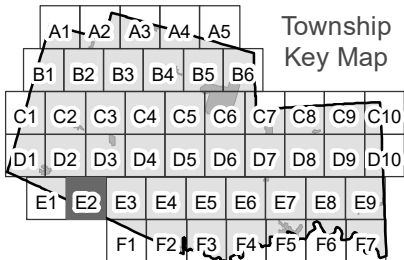 Township
Key Map
A1 A2 A3 A4 A5
B1 B2 B3 B4 B5 B6
C1 C2 C3 C4 C5 C6 C7 C8 C9 C10
D1 D2 D3 D4 D5 D6 D7 D8 D9 D10
E1 E2 E3 E4 E5 E6 E7 E8 E9
F1 F2 F3 F4 F5 F6 F7